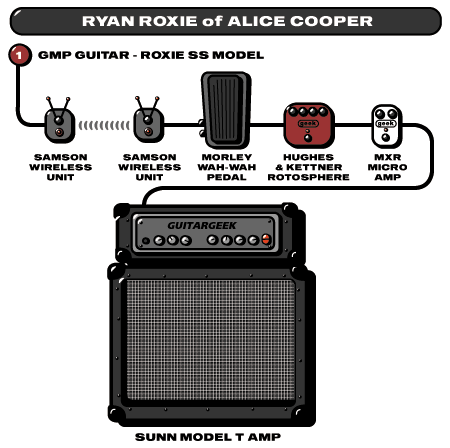 RYAN ROXIE of ALICE COOPER
1 GMP GUITAR - ROXIE SS MODEL
geek geek
SAMSON WIRELESS UNIT
SAMSON WIRELESS UNIT
MORLEY WAH-WAH PEDAL
HUGHES & KETTNER ROTOSPHERE
MXR MICRO AMP
GUITARGEEK
SUNN MODEL T AMP